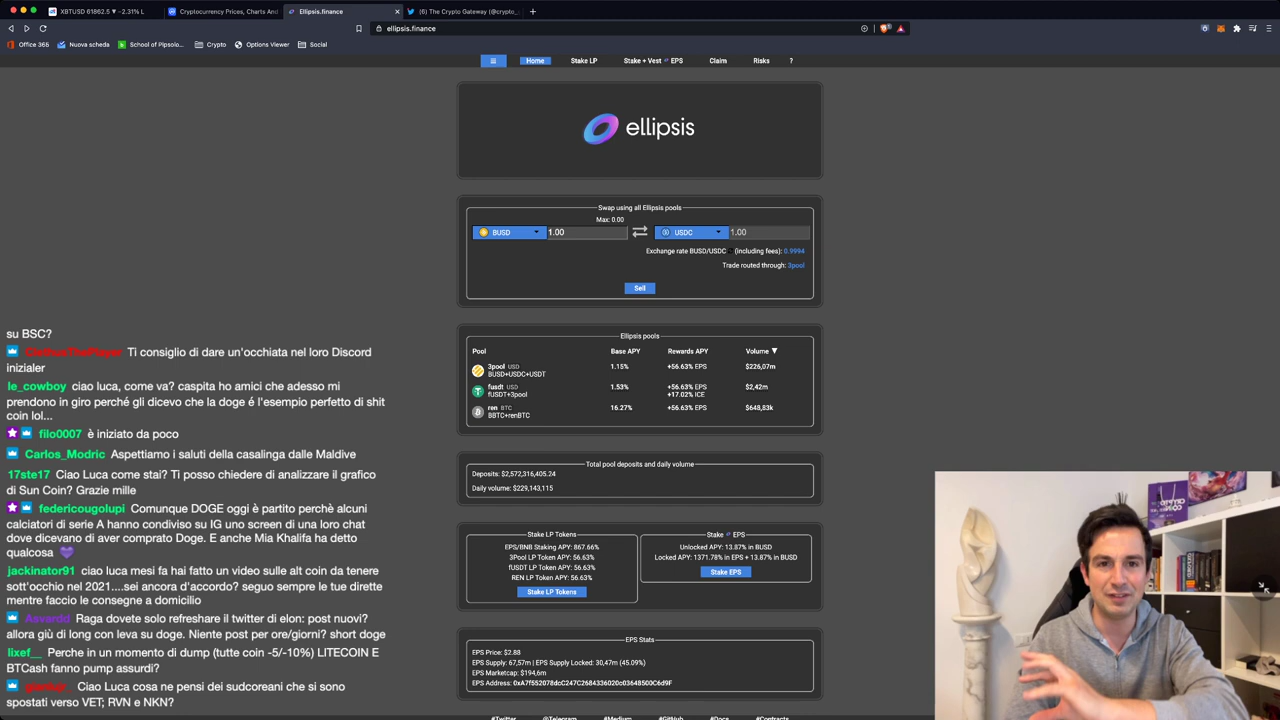 XBTUSD 61862.5 ▼ −2.31% L
Cryptocurrency Prices, Charts And
Ellipsis.finance
(6) The Crypto Gateway (@crypto_
ellipsis.finance
Office 365
Nuova scheda
School of Pipsolo...
Crypto
Options Viewer
Social
Home
Stake LP
Stake + Vest EPS
Claim
Risks
?
ellipsis
Swap using all Ellipsis pools
Max: 0.00
BUSD 1.00
USDC 1.00
Exchange rate BUSD/USDC (including fees): 0.9994
Trade routed through: 3pool
Sell
Ellipsis pools
Pool Base APY Rewards APY Volume ▼
3pool USD 1.15% +56.63% EPS $226,07m
BUSD+USDC+USDT
fusdt USD 1.53% +56.63% EPS $2,42m
fUSDT+3pool +17.02% ICE
ren BTC 16.27% +56.63% EPS $648,83k
BBTC+renBTC
Total pool deposits and daily volume
Deposits: $2,572,316,405.24
Daily volume: $229,143,115
Stake LP Tokens
EPS/BNB Staking APY: 867.66%
3Pool LP Token APY: 56.63%
fUSDT LP Token APY: 56.63%
REN LP Token APY: 56.63%
Stake LP Tokens
Stake EPS
Unlocked APY: 13.87% in BUSD
Locked APY: 1371.78% in EPS + 13.87% in BUSD
Stake EPS
EPS Stats
EPS Price: $2.88
EPS Supply: 67,57m | EPS Supply Locked: 30,47m (45.09%)
EPS Marketcap: $194,6m
EPS Address: 0xA7f552078dcC247C2684336020c03648500C6d9F
#Twitter @Telegram #Medium #GitHub #Docs #Contracts
su BSC?
Ti consiglio di dare un'occhiata nel loro Discord
inizialer
le_cowboy ciao luca, come va? caspita ho amici che adesso mi
prendono in giro perché gli dicevo che la doge é l'esempio perfetto di shit
coin lol...
filo0007 è iniziato da poco
Carlos_Modric Aspettiamo i saluti della casalinga dalle Maldive
17ste17 Ciao Luca come stai? Ti posso chiedere di analizzare il grafico
di Sun Coin? Grazie mille
federicougolupi Comunque DOGE oggi è partito perchè alcuni
calciatori di serie A hanno condiviso su IG uno screen di una loro chat
dove dicevano di aver comprato Doge. E anche Mia Khalifa ha detto
qualcosa
jackinator91 ciao luca mesi fa hai fatto un video sulle alt coin da tenere
sott'occhio nel 2021....sei ancora d'accordo? seguo sempre le tue dirette
mentre faccio le consegne a domicilio
Asvardd Raga dovete solo refreshare il twitter di elon: post nuovi?
allora giù di long con leva su doge. Niente post per ore/giorni? short doge
lixef__ Perche in un momento di dump (tutte coin -5/-10%) LITECOIN E
BTCash fanno pump assurdi?
Ciao Luca cosa ne pensi dei sudcoreani che si sono
spostati verso VET; RVN e NKN?